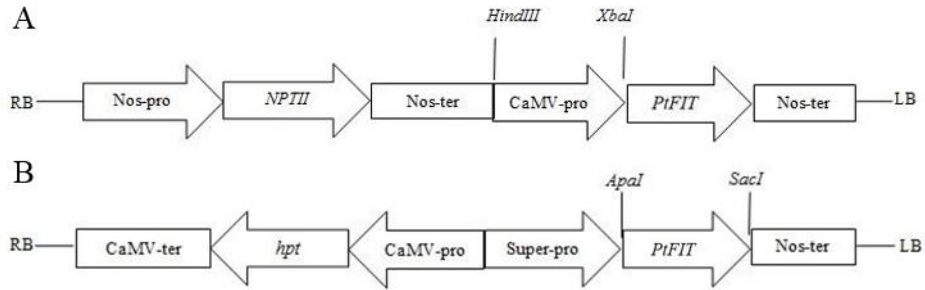 A
HindIII XbaI
RB Nos-pro NPTII Nos-ter CaMV-pro PtFIT Nos-ter LB
B
ApaI SacI
RB CaMV-ter hpt CaMV-pro Super-pro PtFIT Nos-ter LB